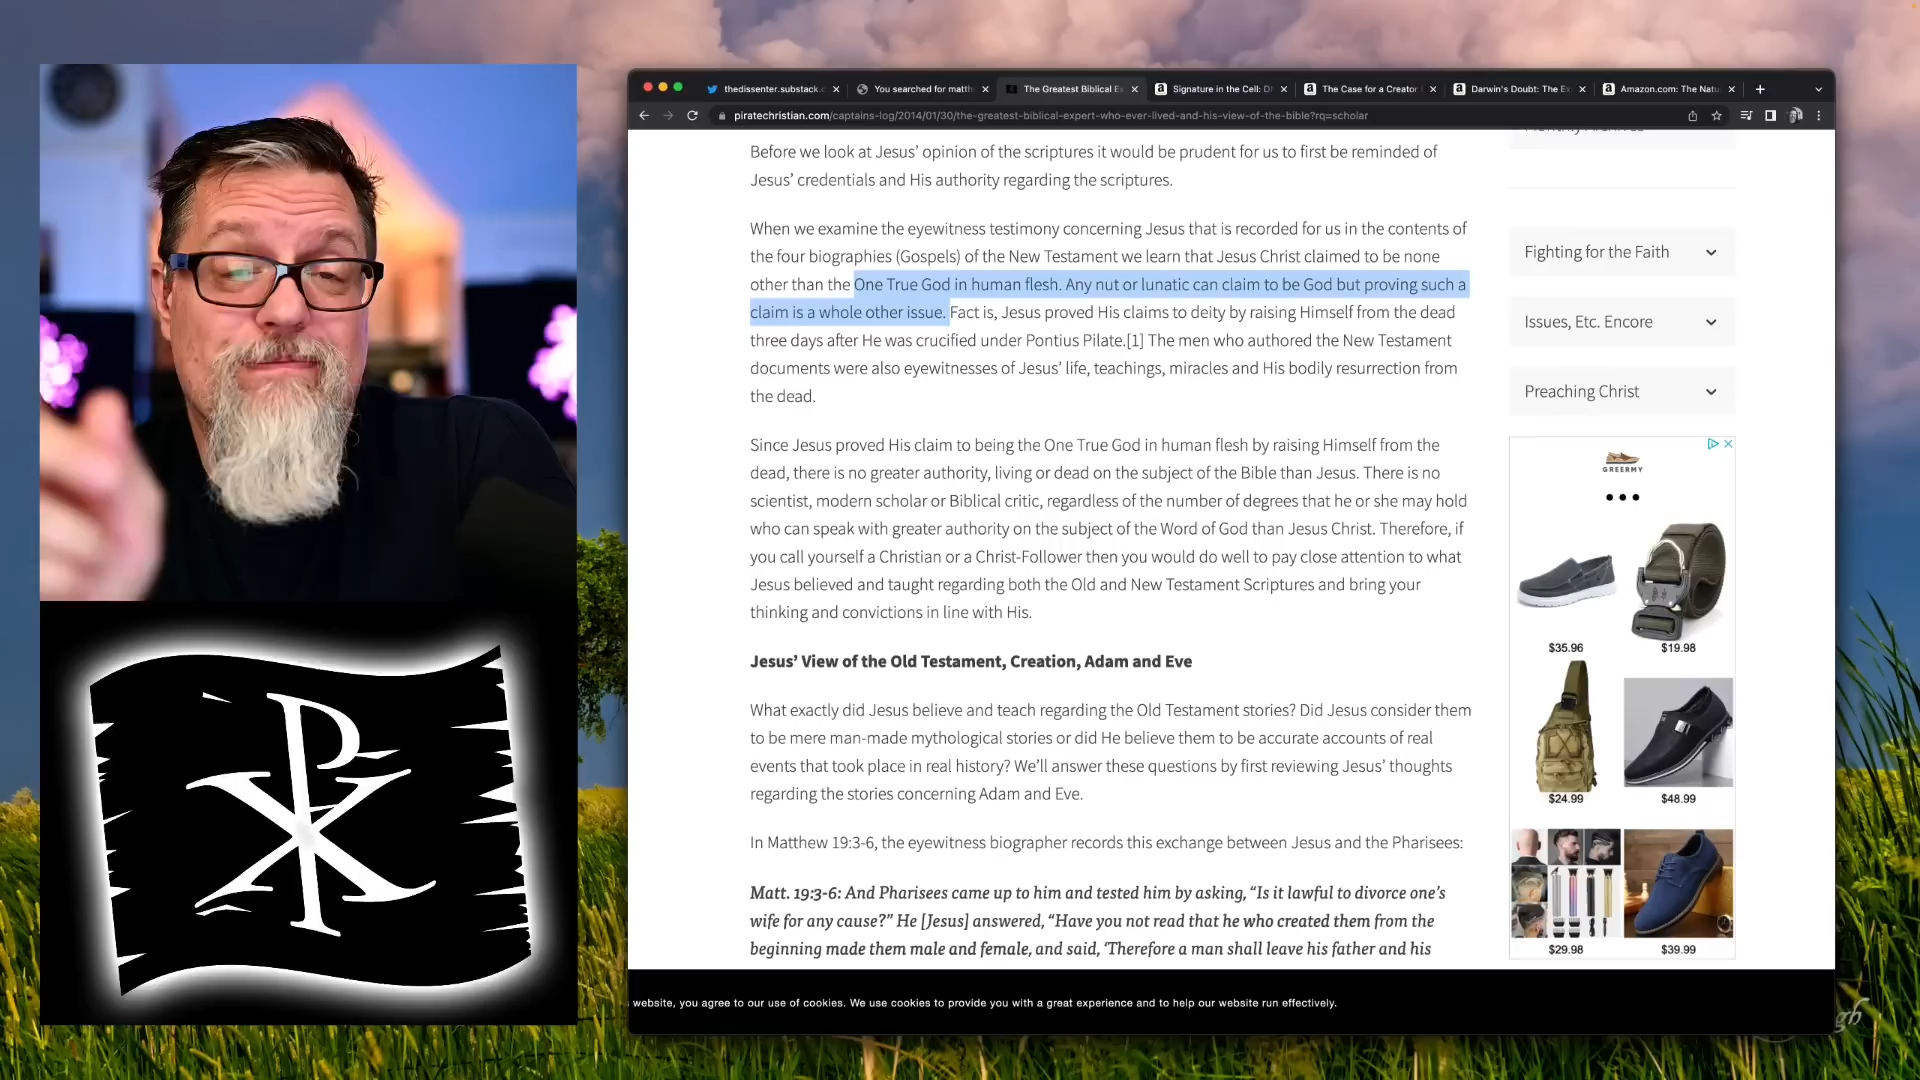 thedissenter.substack.c
You searched for matth
The Greatest Biblical Ex
Signature in the Cell: D
The Case for a Creator
Darwin's Doubt: The Ex
Amazon.com: The Natu
piratechristian.com/captains-log/2014/01/30/the-greatest-biblical-expert-who-ever-lived-and-his-view-of-the-bible?rq=scholar
Before we look at Jesus’ opinion of the scriptures it would be prudent for us to first be reminded of
Jesus’ credentials and His authority regarding the scriptures.
When we examine the eyewitness testimony concerning Jesus that is recorded for us in the contents of
the four biographies (Gospels) of the New Testament we learn that Jesus Christ claimed to be none
other than the One True God in human flesh. Any nut or lunatic can claim to be God but proving such a
claim is a whole other issue. Fact is, Jesus proved His claims to deity by raising Himself from the dead
three days after He was crucified under Pontius Pilate.[1] The men who authored the New Testament
documents were also eyewitnesses of Jesus’ life, teachings, miracles and His bodily resurrection from
the dead.
Since Jesus proved His claim to being the One True God in human flesh by raising Himself from the
dead, there is no greater authority, living or dead on the subject of the Bible than Jesus. There is no
scientist, modern scholar or Biblical critic, regardless of the number of degrees that he or she may hold
who can speak with greater authority on the subject of the Word of God than Jesus Christ. Therefore, if
you call yourself a Christian or a Christ-Follower then you would do well to pay close attention to what
Jesus believed and taught regarding both the Old and New Testament Scriptures and bring your
thinking and convictions in line with His.
Jesus’ View of the Old Testament, Creation, Adam and Eve
What exactly did Jesus believe and teach regarding the Old Testament stories? Did Jesus consider them
to be mere man-made mythological stories or did He believe them to be accurate accounts of real
events that took place in real history? We’ll answer these questions by first reviewing Jesus’ thoughts
regarding the stories concerning Adam and Eve.
In Matthew 19:3-6, the eyewitness biographer records this exchange between Jesus and the Pharisees:
Matt. 19:3-6: And Pharisees came up to him and tested him by asking, “Is it lawful to divorce one’s
wife for any cause?” He [Jesus] answered, “Have you not read that he who created them from the
beginning made them male and female, and said, ‘Therefore a man shall leave his father and his
Fighting for the Faith
Issues, Etc. Encore
Preaching Christ
GREERMY
$35.96
$19.98
$24.99
$48.99
$29.98
$39.99
website, you agree to our use of cookies. We use cookies to provide you with a great experience and to help our website run effectively.